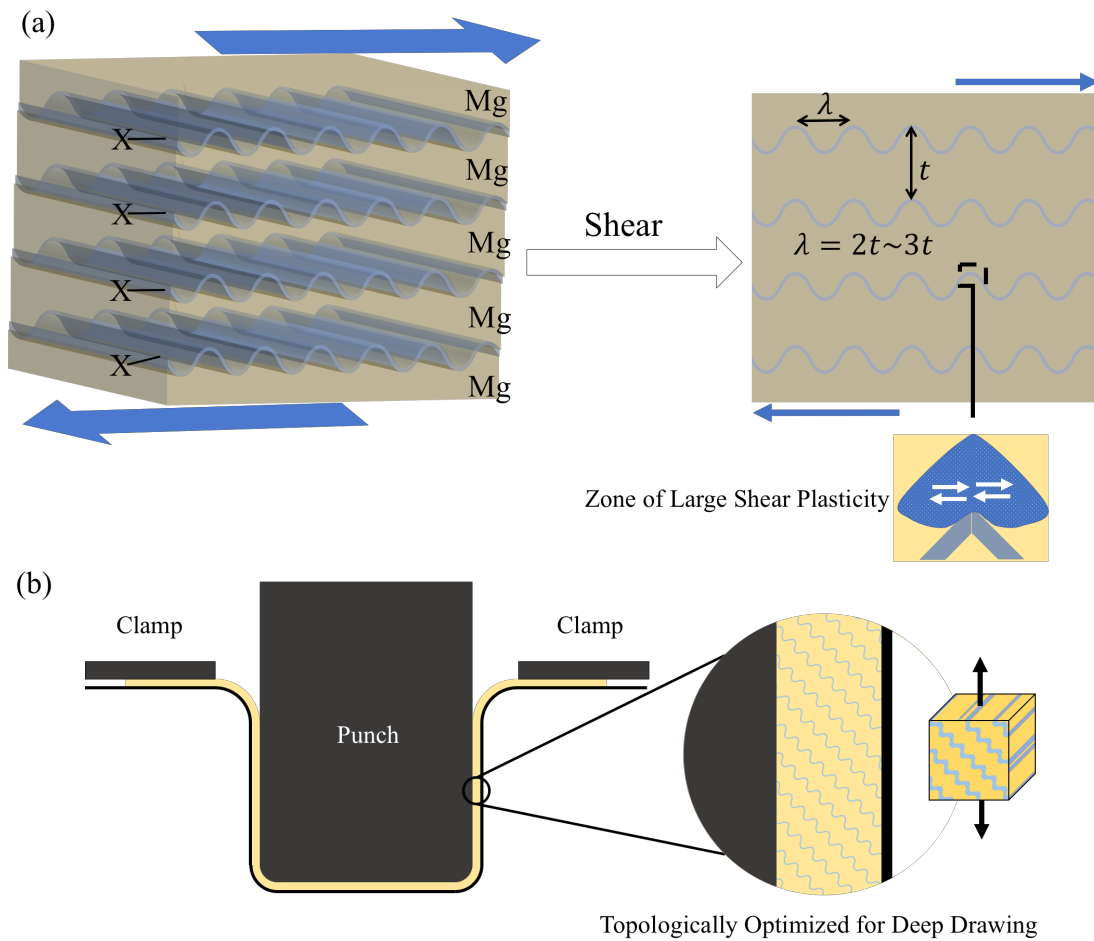 (a)
Mg
X
Mg
X
Mg
X
Mg
X
Mg
Shear
λ
t
λ = 2t~3t
Zone of Large Shear Plasticity
(b)
Clamp
Clamp
Punch
Topologically Optimized for Deep Drawing